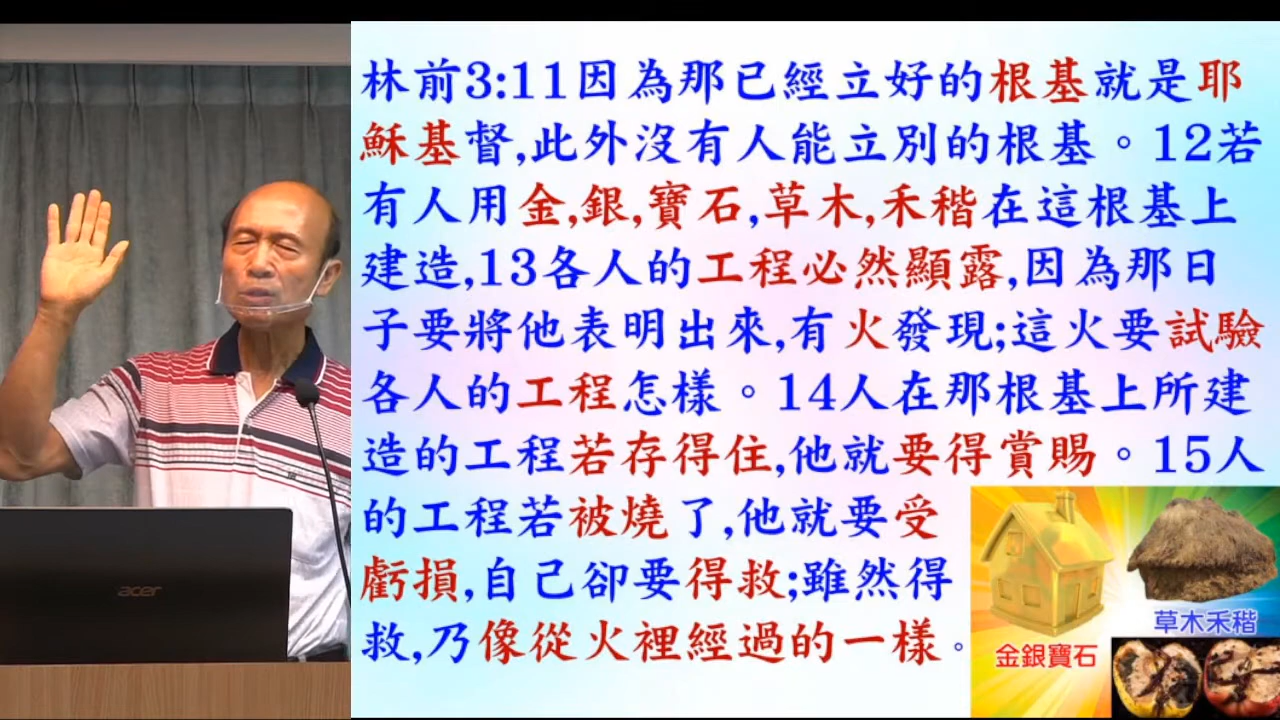 林前3:11因為那已經立好的根基就是耶
穌基督,此外沒有人能立別的根基。12若
有人用金,銀,寶石,草木,禾稭在這根基上
建造,13各人的工程必然顯露,因為那日
子要將他表明出來,有火發現;這火要試驗
各人的工程怎樣。14人在那根基上所建
造的工程若存得住,他就要得賞賜。15人
的工程若被燒了,他就要受
虧損,自己卻要得救;雖然得
救,乃像從火裡經過的一樣。
草木禾稭
金銀寶石
acer